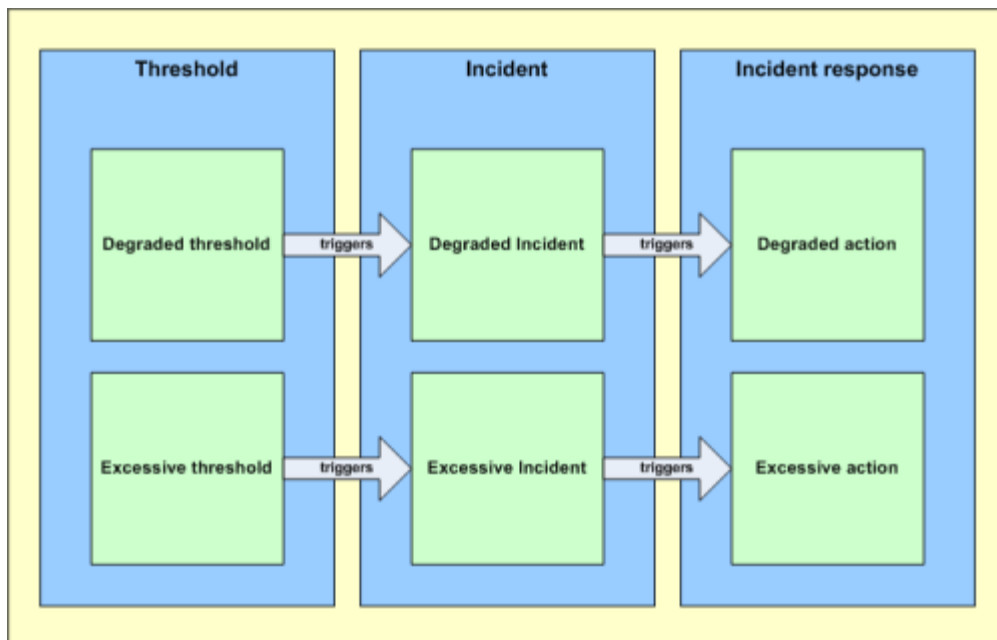 Threshold
Incident
Incident response
Degraded threshold
triggers
Degraded Incident
triggers
Degraded action
Excessive threshold
triggers
Excessive Incident
triggers
Excessive action